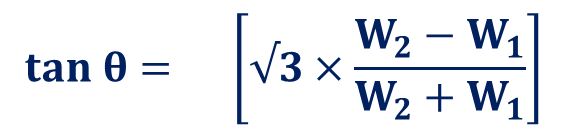 tan θ = [√3 × (W₂ − W₁) / (W₂ + W₁)]